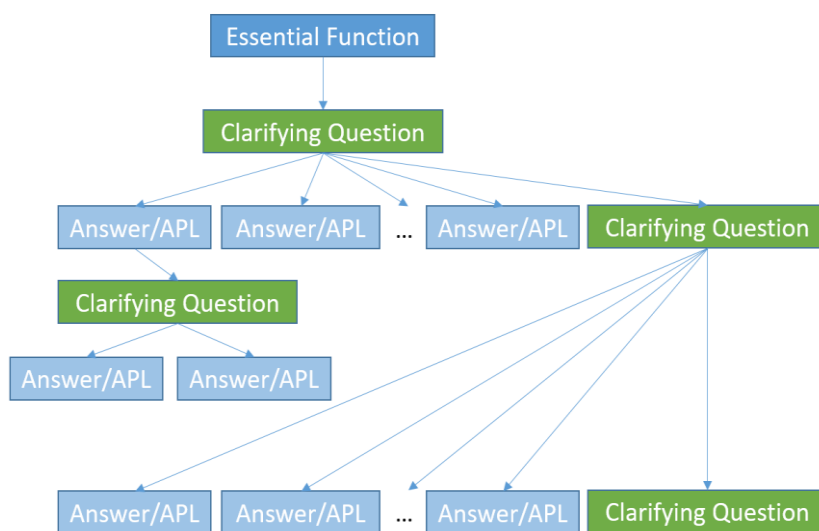 Essential Function
Clarifying Question
Answer/APL Answer/APL ... Answer/APL Clarifying Question
Clarifying Question
Answer/APL Answer/APL
Answer/APL Answer/APL ... Answer/APL Clarifying Question